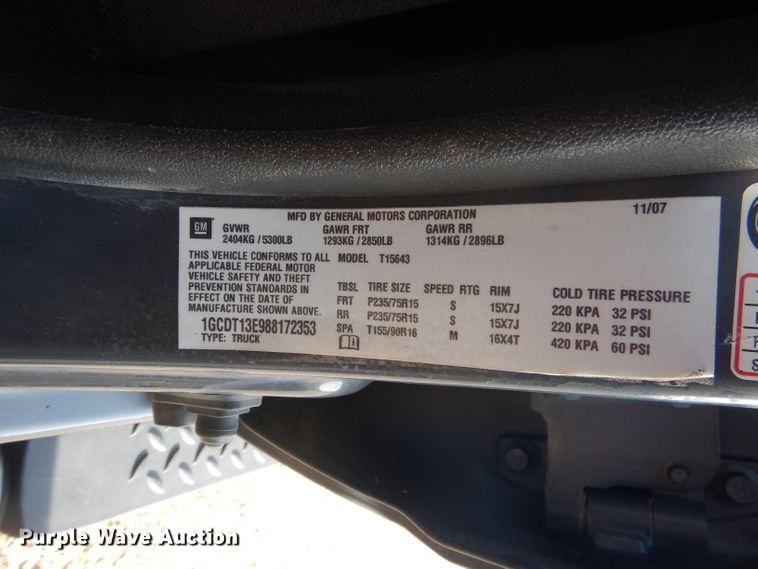 MFD BY GENERAL MOTORS CORPORATION 11/07
GM
GVWR GAWR FRT GAWR RR
2404KG / 5300LB 1293KG / 2850LB 1314KG / 2896LB
THIS VEHICLE CONFORMS TO ALL MODEL T15643
APPLICABLE FEDERAL MOTOR
VEHICLE SAFETY AND THEFT
PREVENTION STANDARDS IN
EFFECT ON THE DATE OF
MANUFACTURE SHOWN ABOVE.
1GCDT13E988172353
TYPE: TRUCK
TBSL TIRE SIZE SPEED RTG RIM COLD TIRE PRESSURE
FRT P235/75R15 S 15X7J 220 KPA 32 PSI
RR P235/75R15 S 15X7J 220 KPA 32 PSI
SPA T155/90R16 M 16X4T 420 KPA 60 PSI
Purple Wave Auction